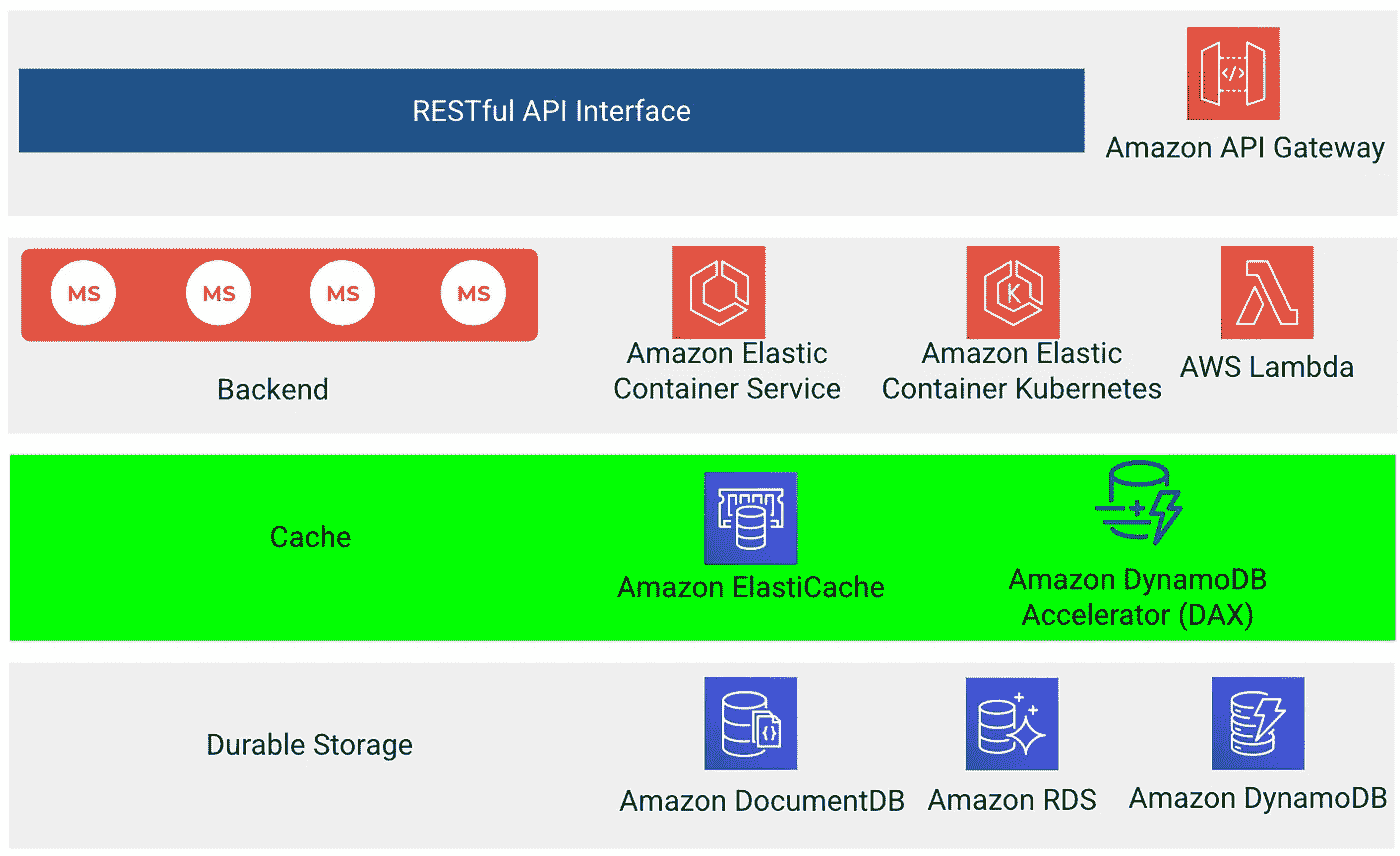 RESTful API Interface
</>
Amazon API Gateway
MS MS MS MS
Backend
Amazon Elastic
Container Service
K
Amazon Elastic
Container Kubernetes
AWS Lambda
Cache
Amazon ElastiCache
Amazon DynamoDB
Accelerator (DAX)
Durable Storage
{}
Amazon DocumentDB
Amazon RDS
Amazon DynamoDB